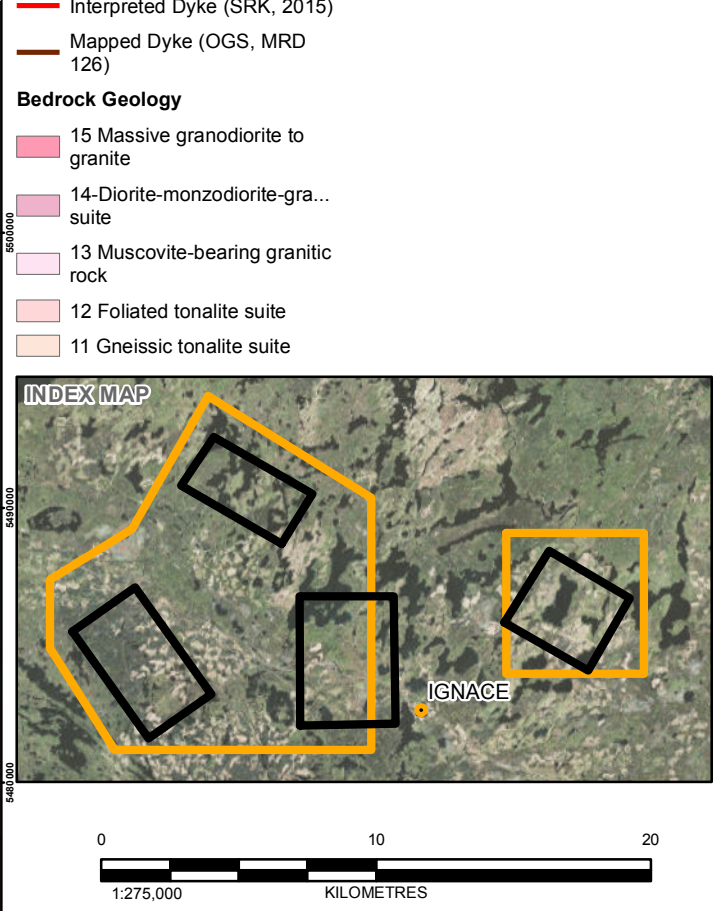 Interpreted Dyke (SRK, 2015)
Mapped Dyke (OGS, MRD
126)
Bedrock Geology
15 Massive granodiorite to
granite
14-Diorite-monzodiorite-gra...
suite
13 Muscovite-bearing granitic
rock
12 Foliated tonalite suite
11 Gneissic tonalite suite
5500000
INDEX MAP
5490000
IGNACE
5480000
0 10 20
1:275,000 KILOMETRES